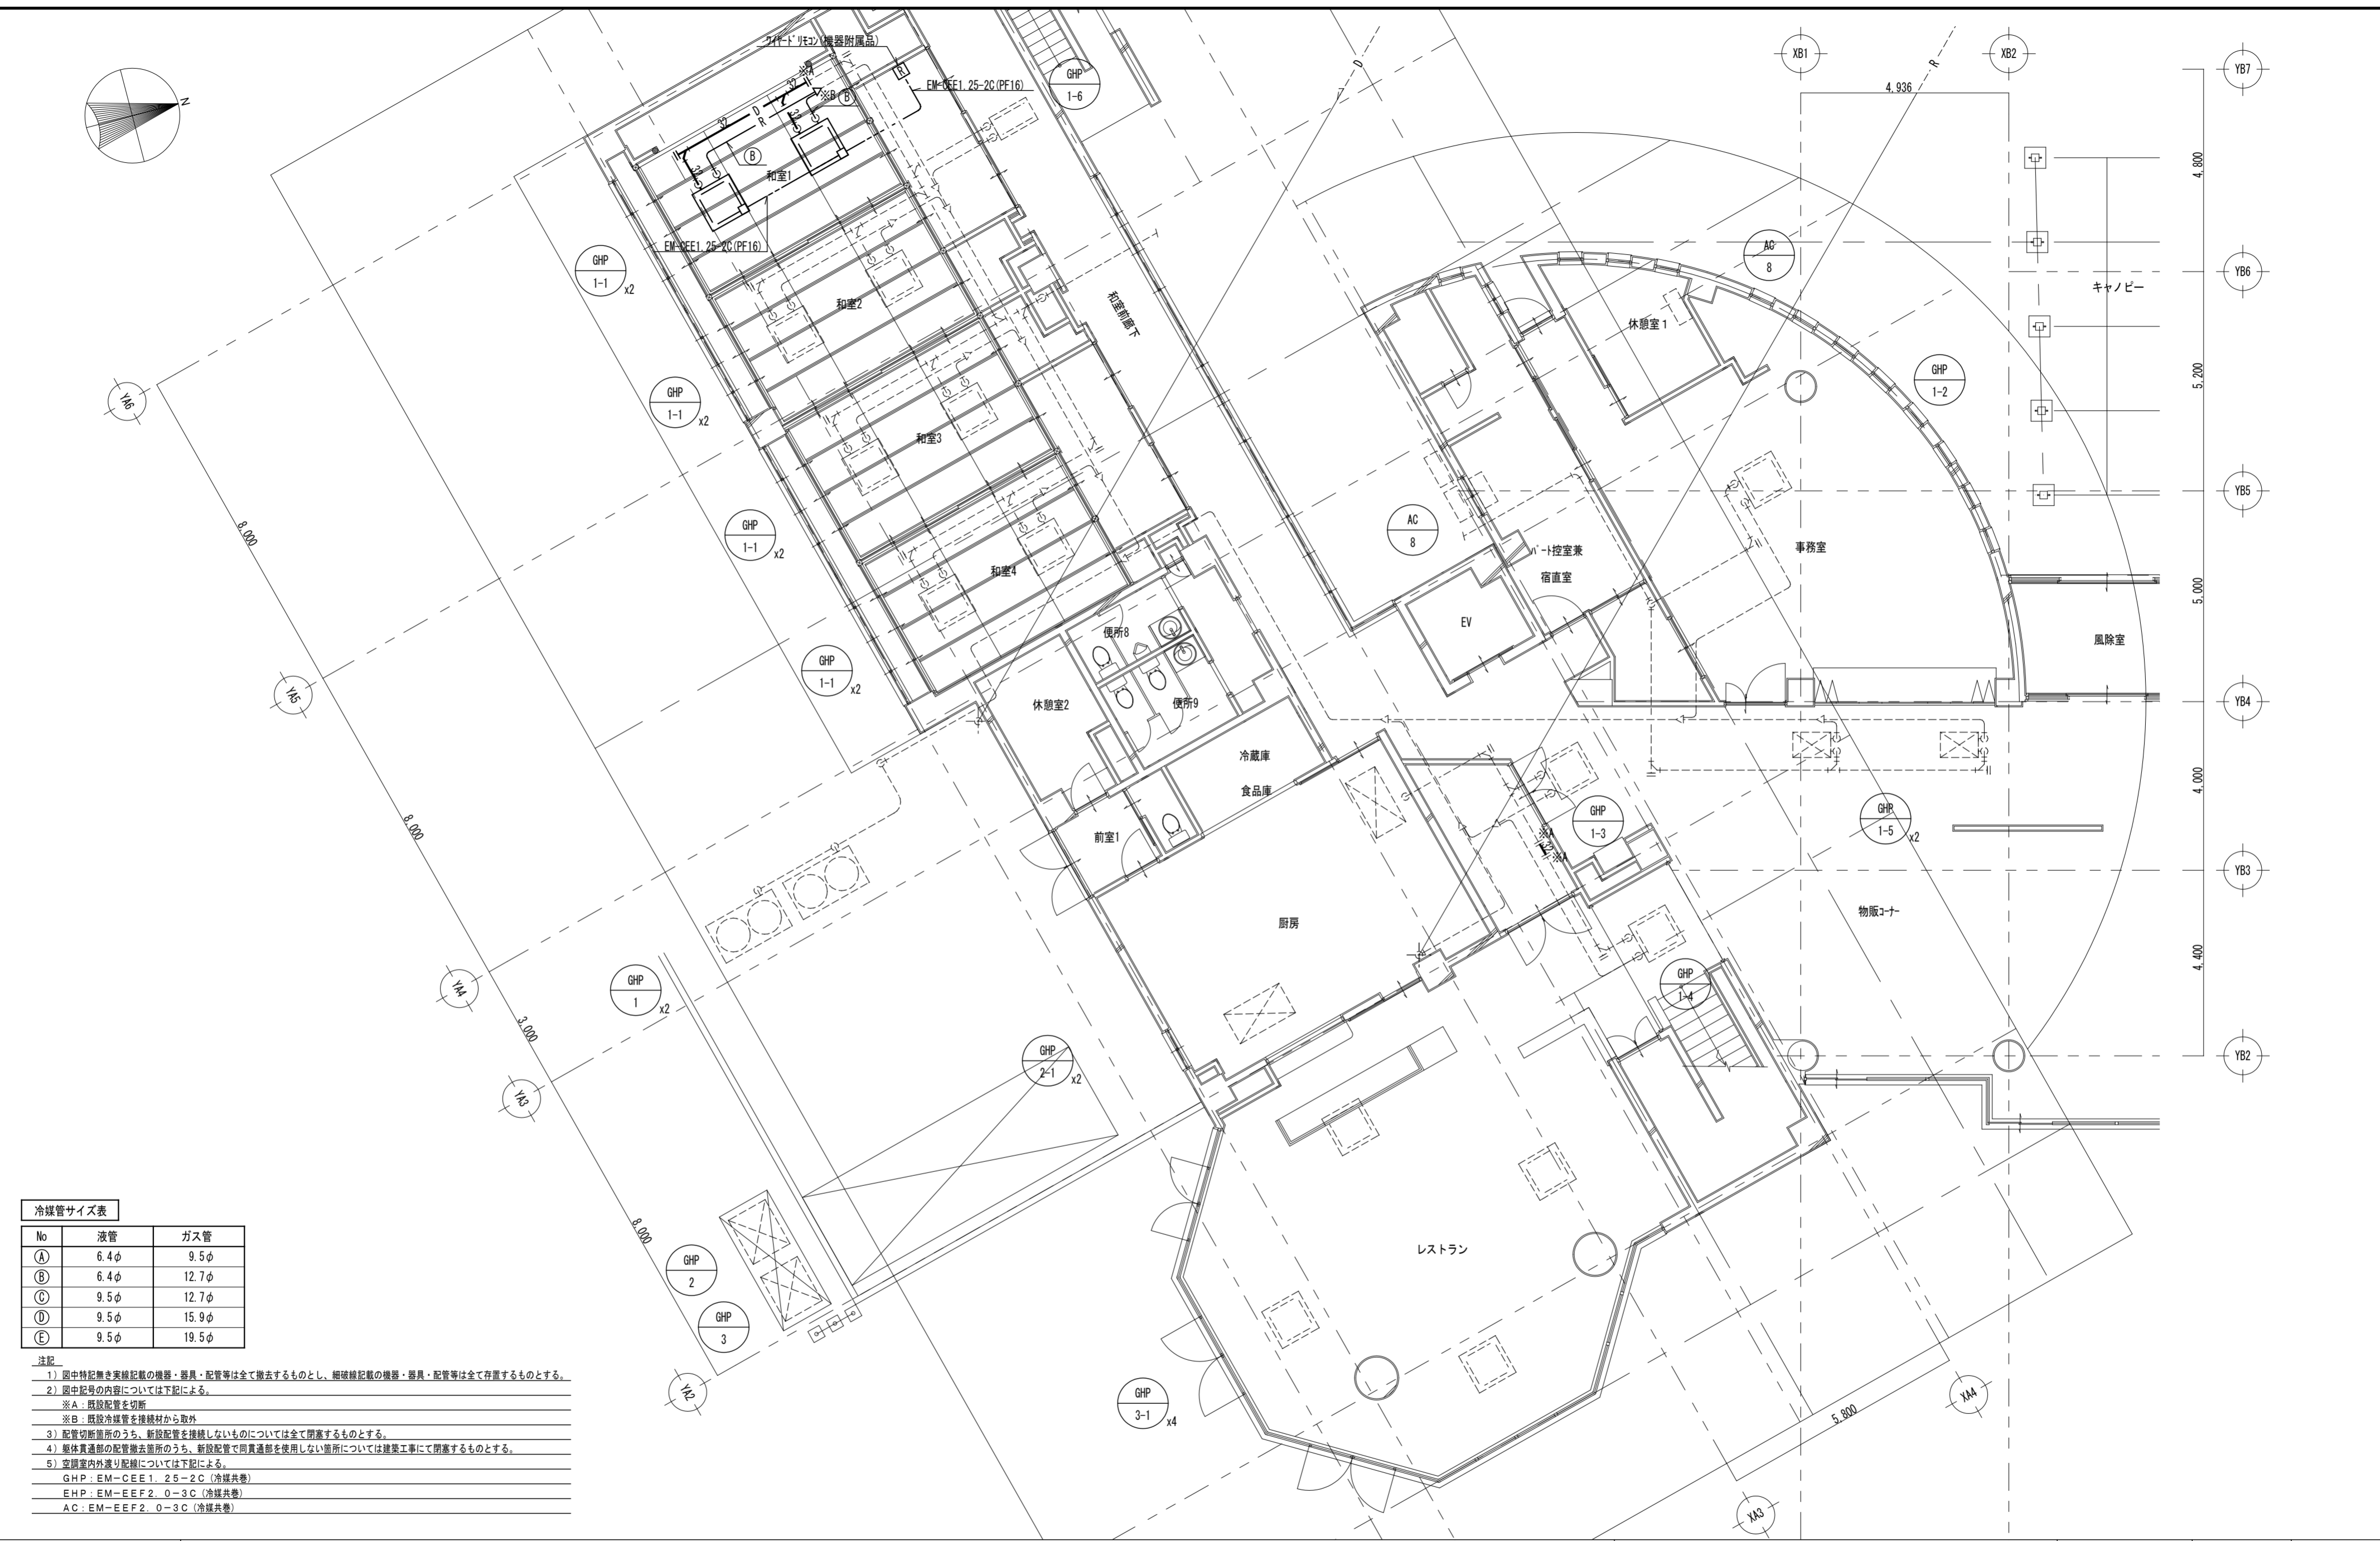 N
ワイヤードリモコン(機器附属品)
R
EM-CEE1.25-2C(PF16)
※A
32
※B
B
32
D
R
32
B
32
和室1
EM-CEE1.25-2C(PF16)
GHP
1-6
XB1
XB2
4,936
YB7
4,800
YB6
5,200
YB5
5,000
YB4
4,000
YB3
4,400
YB2
D
R
GHP
1-1
x2
和室2
和室前廊下
AC
8
休憩室1
キャノピー
GHP
1-2
GHP
1-1
x2
和室3
YA6
8,000
GHP
1-1
x2
和室4
AC
8
パート控室兼
宿直室
事務室
EV
風除室
便所8
便所9
GHP
1-1
x2
休憩室2
YA5
8,000
冷蔵庫
食品庫
前室1
GHP
1-3
※A
32
※A
GHP
1-5
x2
物販コーナー
厨房
GHP
1-4
YA4
3,000
GHP
1
x2
GHP
2-1
x2
YA3
8,000
GHP
2
GHP
3
YA2
レストラン
GHP
3-1
x4
5,800
XA4
XA3
冷媒管サイズ表
No 液管 ガス管
A 6.4φ 9.5φ
B 6.4φ 12.7φ
C 9.5φ 12.7φ
D 9.5φ 15.9φ
E 9.5φ 19.5φ
注記
1）図中特記無き実線記載の機器・器具・配管等は全て撤去するものとし、細破線記載の機器・器具・配管等は全て存置するものとする。
2）図中記号の内容については下記による。
※A：既設配管を切断
※B：既設冷媒管を接続材から取外
3）配管切断箇所のうち、新設配管を接続しないものについては全て閉塞するものとする。
4）躯体貫通部の配管撤去箇所のうち、新設配管で同貫通部を使用しない箇所については建築工事にて閉塞するものとする。
5）空調室内外渡り配線については下記による。
GHP：EM－CEE1．25－2C（冷媒共巻）
EHP：EM－EEF2．0－3C（冷媒共巻）
AC：EM－EEF2．0－3C（冷媒共巻）